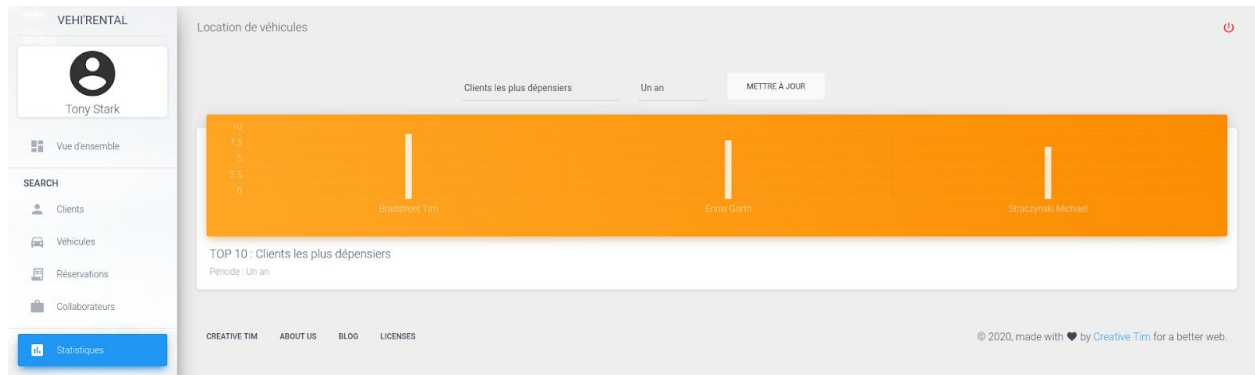 VEHI'RENTAL
Tony Stark
Vue d'ensemble
SEARCH
Clients
Véhicules
Réservations
Collaborateurs
Statistiques
Location de véhicules
Clients les plus dépensiers
Un an
METTRE À JOUR
10
7.5
5
2.5
0
Bradstreet Tim
Ennis Garth
Straczynski Michael
TOP 10 : Clients les plus dépensiers
Période : Un an
CREATIVE TIM ABOUT US BLOG LICENSES
© 2020, made with ♥ by Creative Tim for a better web.